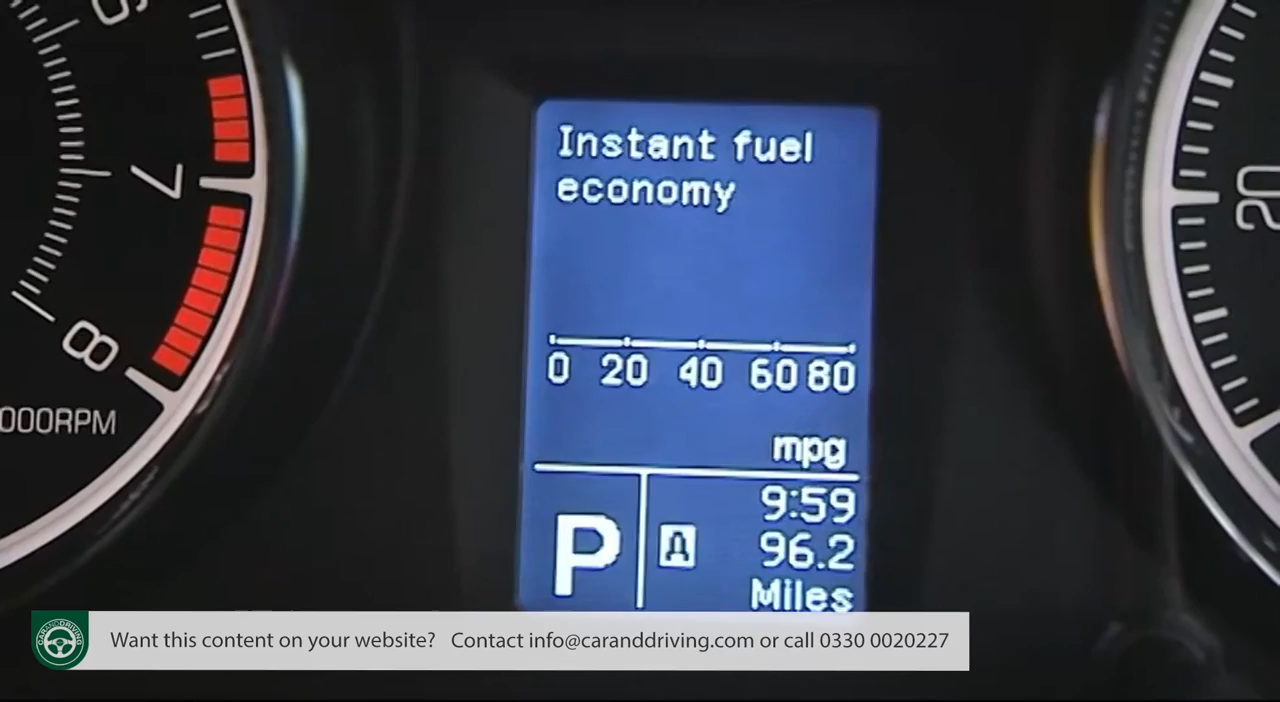 Instant fuel
economy
0 20 40 60 80
mpg
P
A
9:59
96.2
Miles
7
8
000RPM
20
CARANDDRIVING
Want this content on your website? Contact info@caranddriving.com or call 0330 0020227